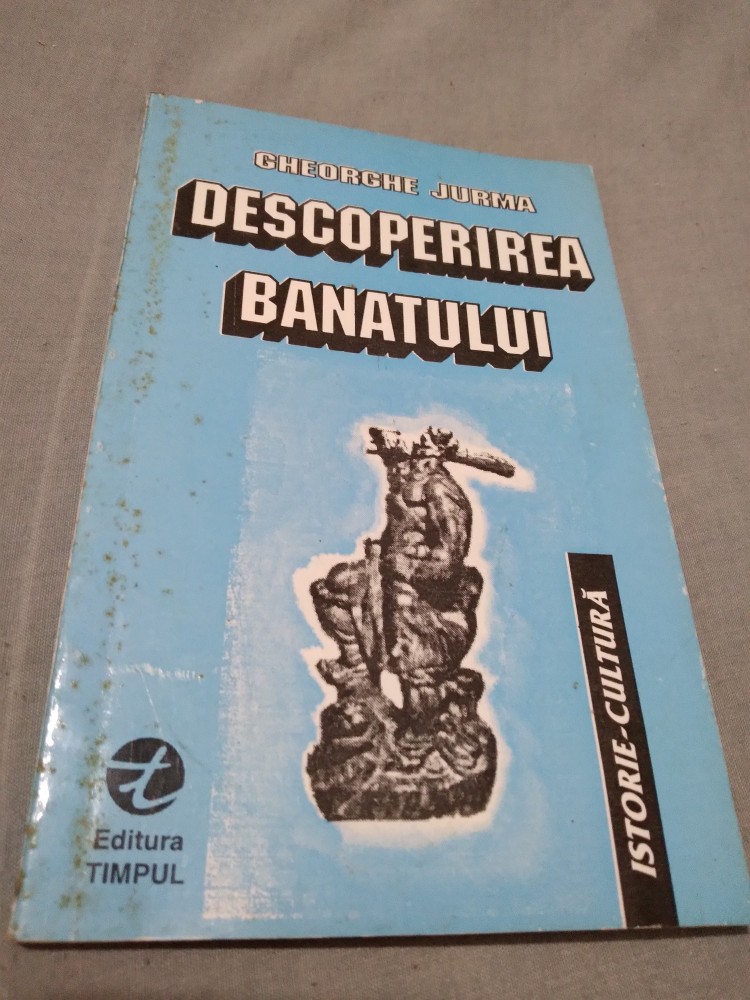 GHEORGHE JURMA
DESCOPERIREA
BANATULUI
ISTORIE-CULTURĂ
t
Editura
TIMPUL